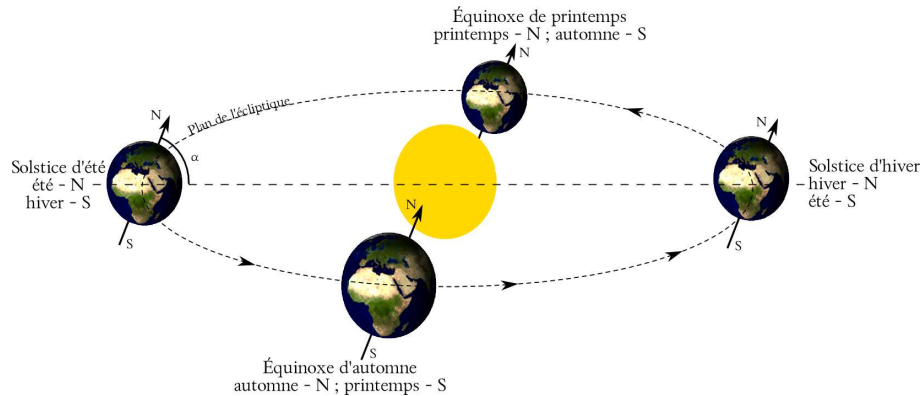 Équinoxe de printemps
printemps - N ; automne - S
N
Plan de l'écliptique
N
α
N
Solstice d'été
été - N
hiver - S
Solstice d'hiver
hiver - N
été - S
N
S
S
S
Équinoxe d'automne
automne - N ; printemps - S